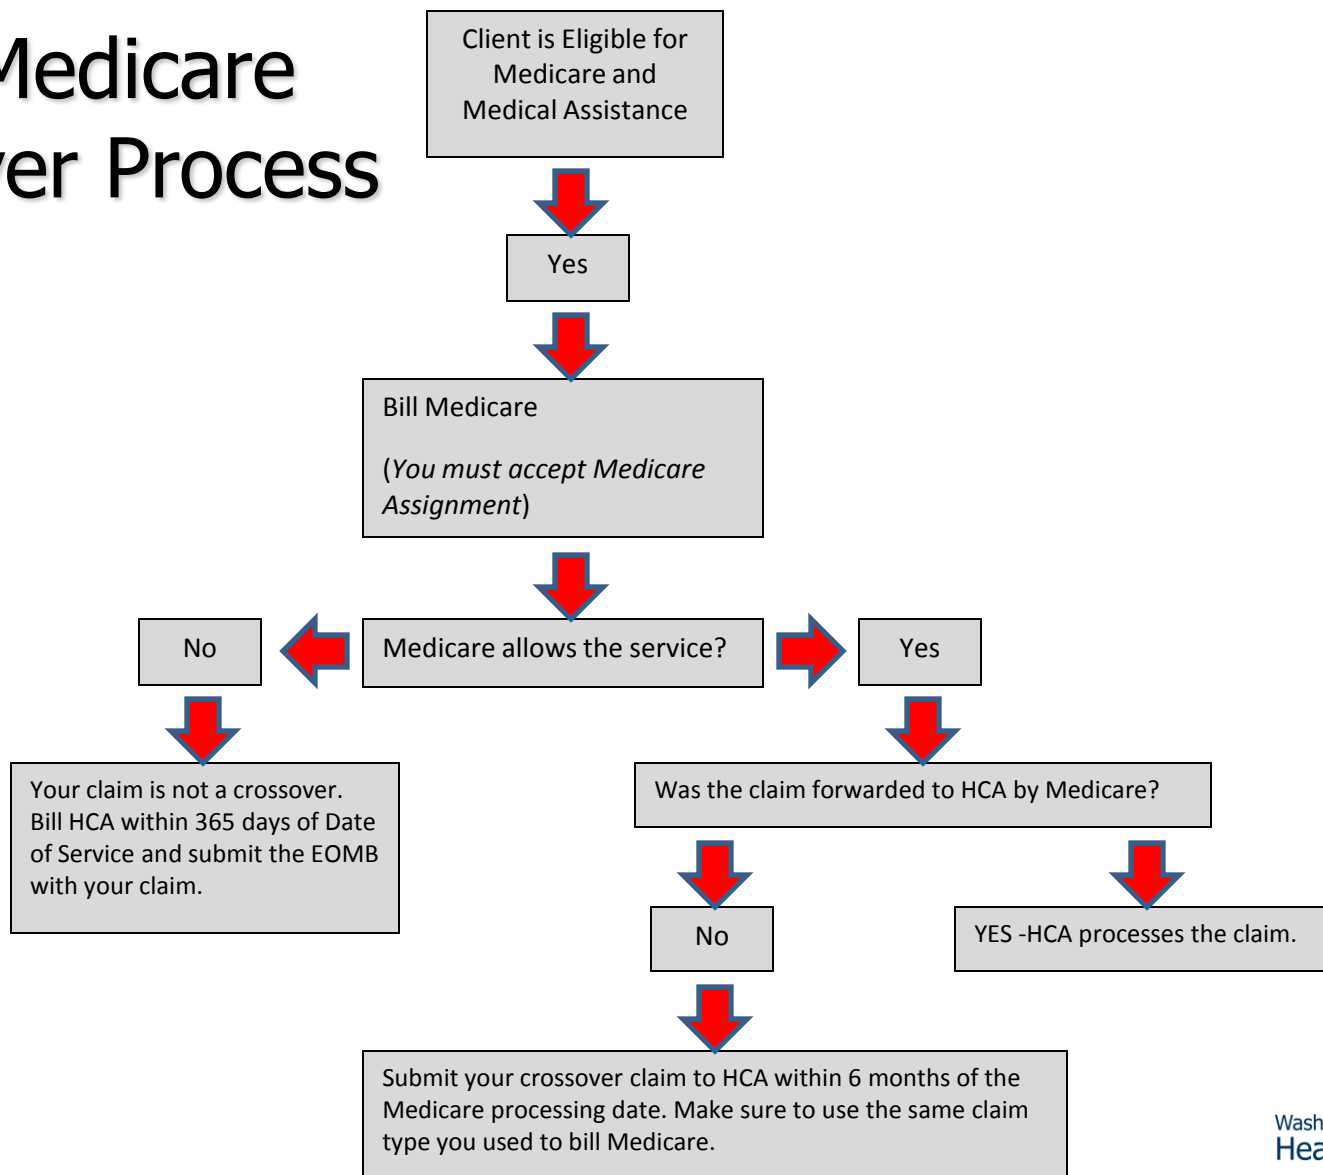 Medicare
ver Process
Client is Eligible for
Medicare and
Medical Assistance
Yes
Bill Medicare
(You must accept Medicare
Assignment)
No
Medicare allows the service?
Yes
Your claim is not a crossover.
Bill HCA within 365 days of Date
of Service and submit the EOMB
with your claim.
Was the claim forwarded to HCA by Medicare?
No
YES -HCA processes the claim.
Submit your crossover claim to HCA within 6 months of the
Medicare processing date. Make sure to use the same claim
type you used to bill Medicare.
Wash
Hea